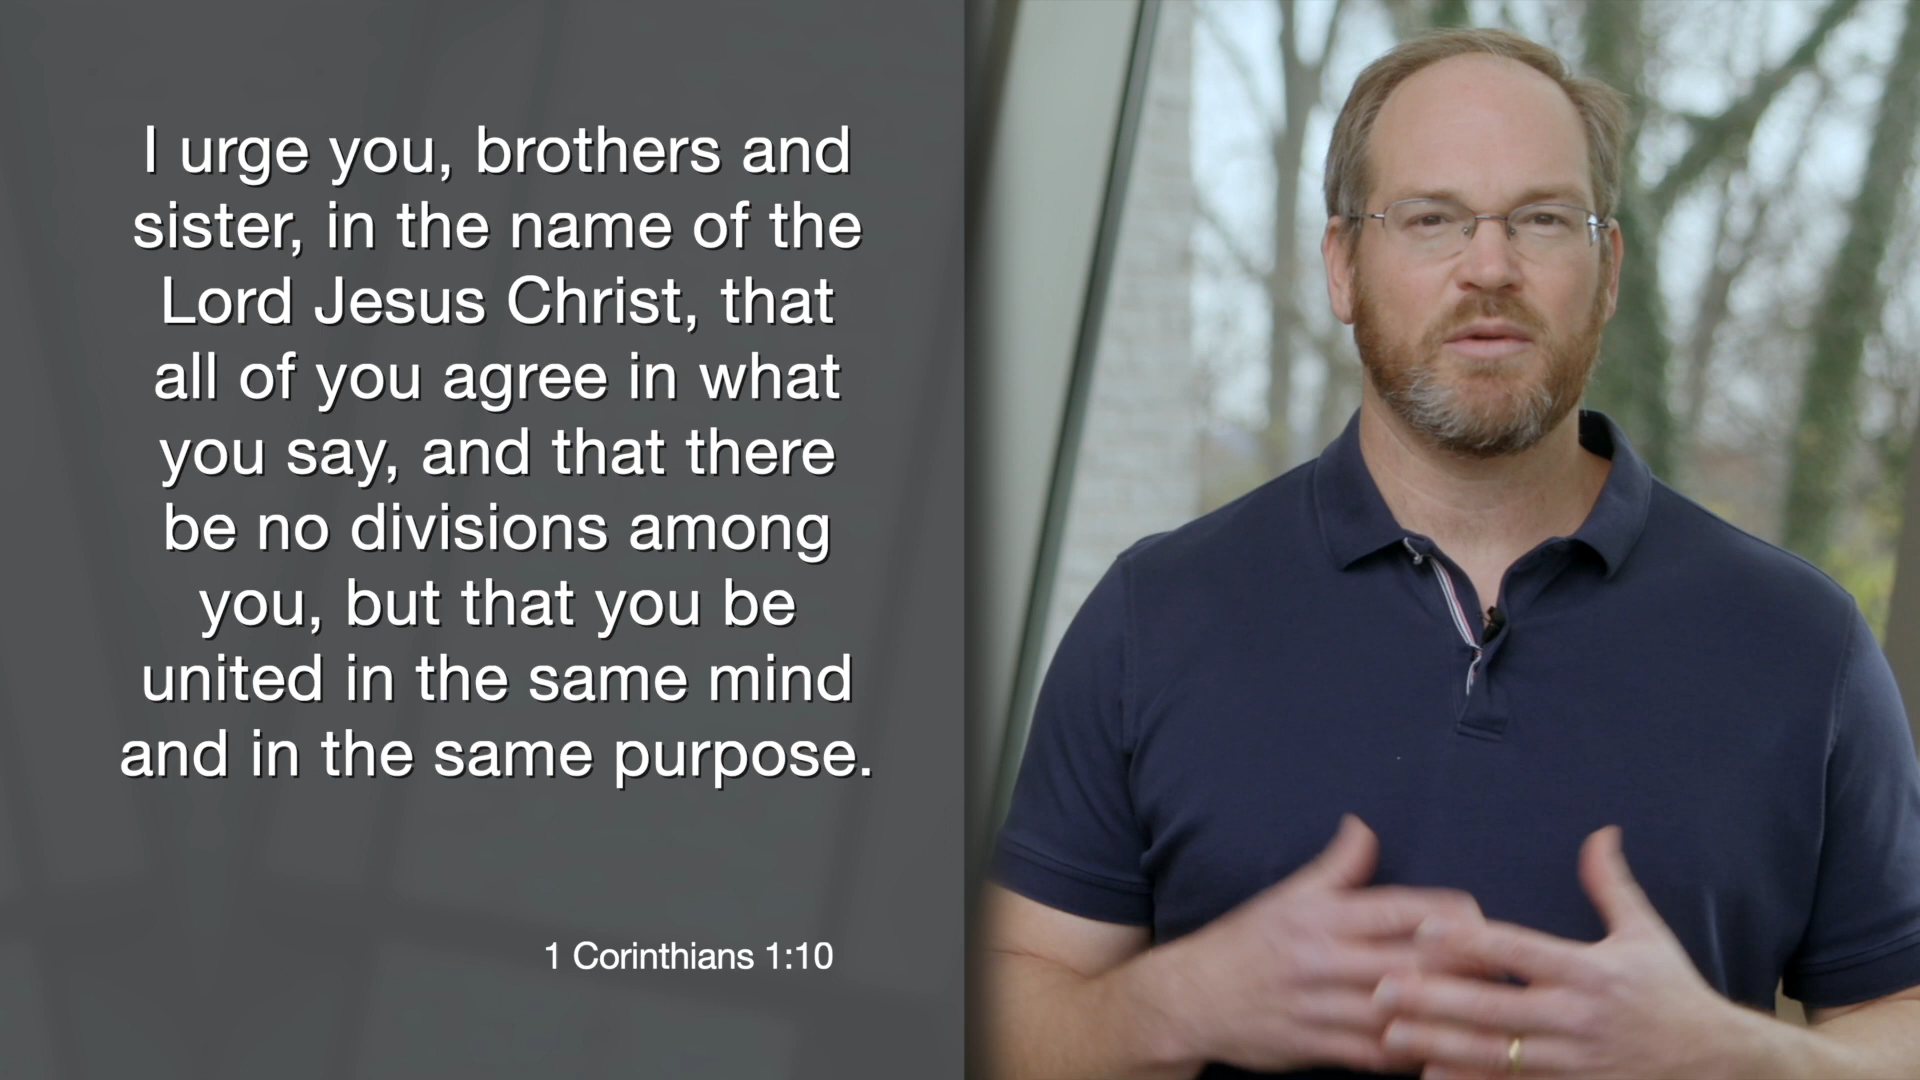 I urge you, brothers and
sister, in the name of the
Lord Jesus Christ, that
all of you agree in what
you say, and that there
be no divisions among
you, but that you be
united in the same mind
and in the same purpose.
1 Corinthians 1:10